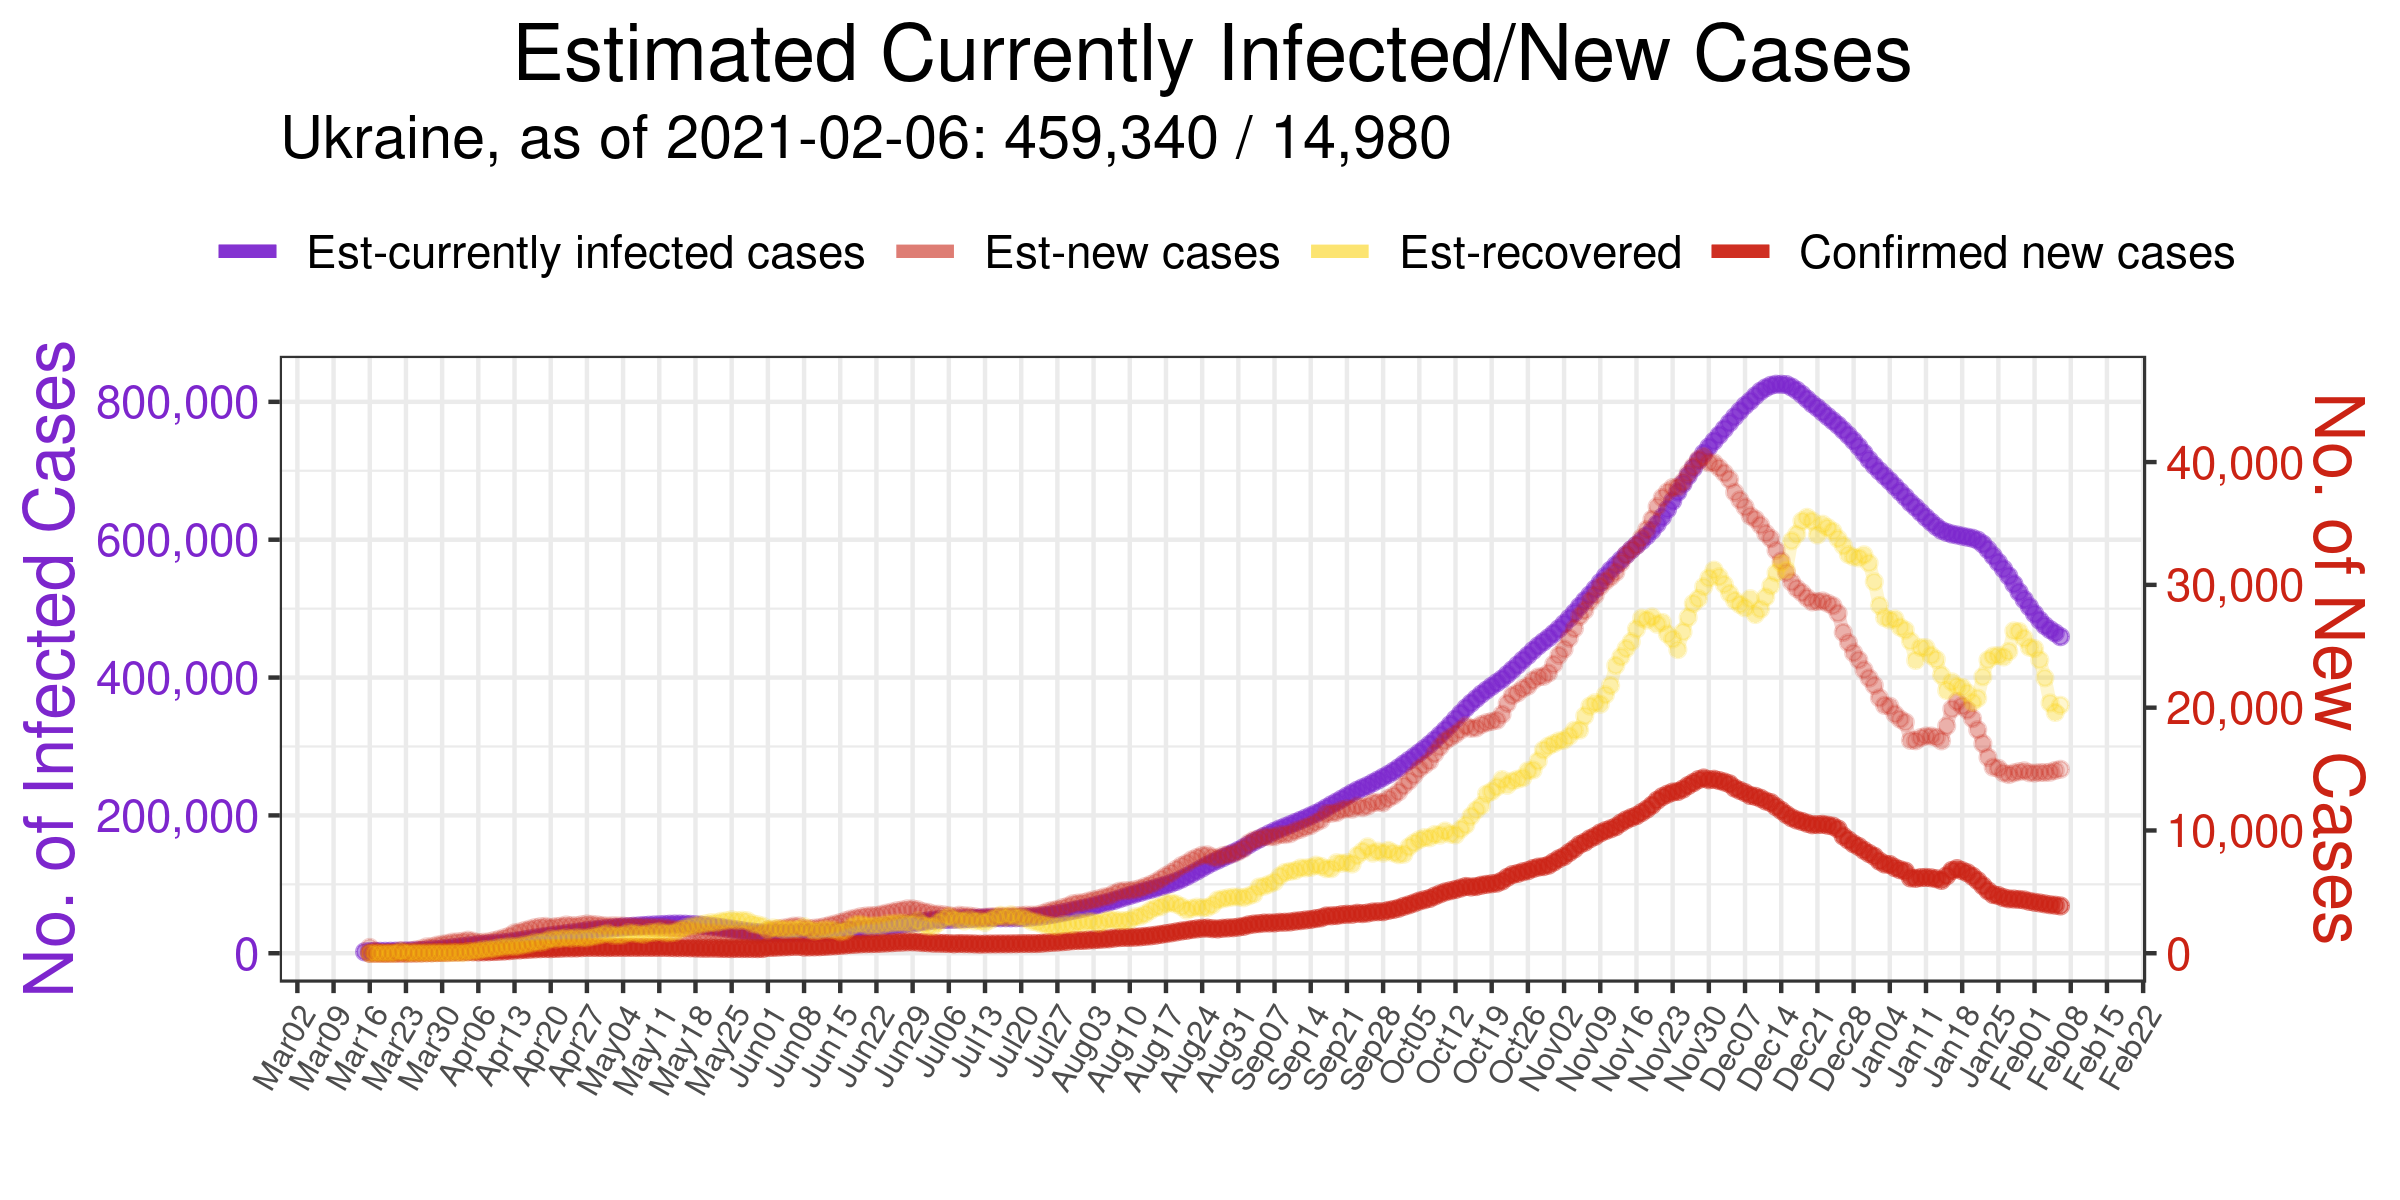 Estimated Currently Infected/New Cases
Ukraine, as of 2021-02-06: 459,340 / 14,980
Est-currently infected cases
Est-new cases
Est-recovered
Confirmed new cases
No. of Infected Cases
800,000
600,000
400,000
200,000
0
40,000
30,000
20,000
10,000
0
No. of New Cases
Mar02
Mar09
Mar16
Mar23
Mar30
Apr06
Apr13
Apr20
Apr27
May04
May11
May18
May25
Jun01
Jun08
Jun15
Jun22
Jun29
Jul06
Jul13
Jul20
Jul27
Aug03
Aug10
Aug17
Aug24
Aug31
Sep07
Sep14
Sep21
Sep28
Oct05
Oct12
Oct19
Oct26
Nov02
Nov09
Nov16
Nov23
Nov30
Dec07
Dec14
Dec21
Dec28
Jan04
Jan11
Jan18
Jan25
Feb01
Feb08
Feb15
Feb22